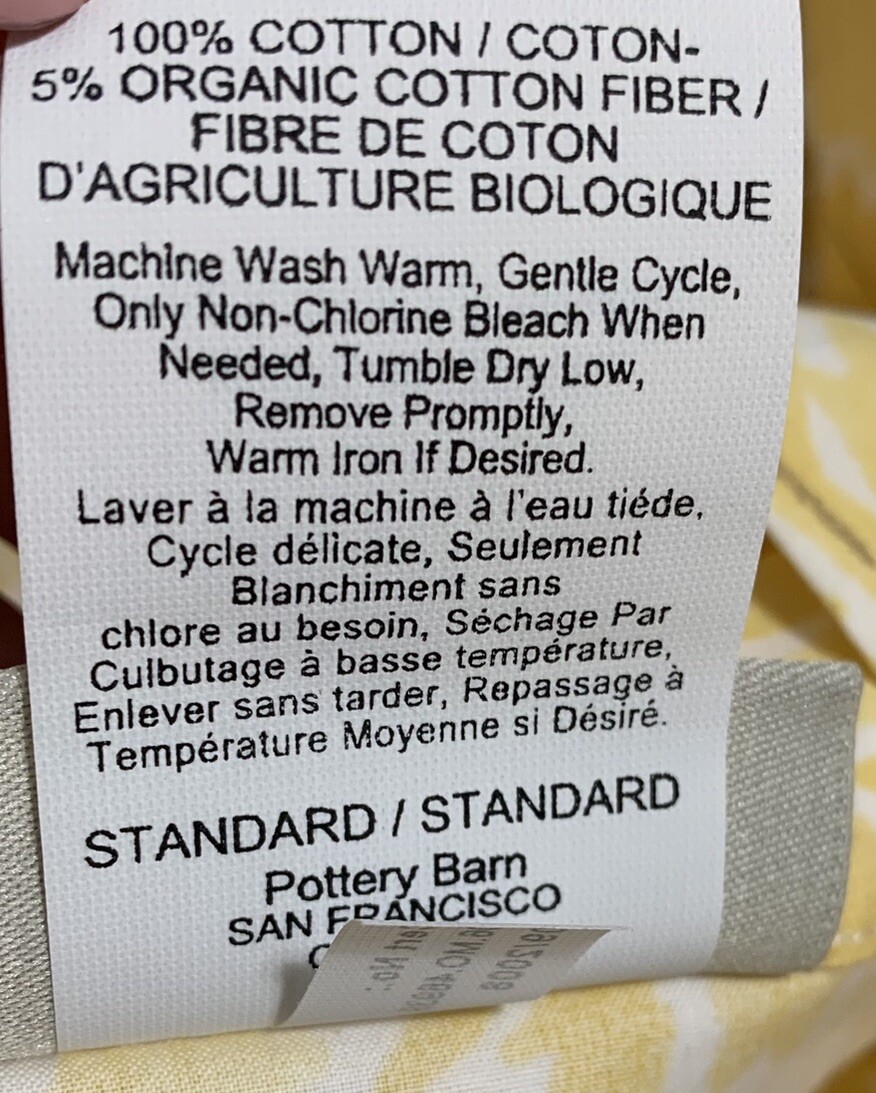 100% COTTON / COTON-
5% ORGANIC COTTON FIBER /
FIBRE DE COTON
D'AGRICULTURE BIOLOGIQUE
Machine Wash Warm, Gentle Cycle,
Only Non-Chlorine Bleach When
Needed, Tumble Dry Low,
Remove Promptly,
Warm Iron If Desired.
Laver à la machine à l'eau tiéde,
Cycle délicate, Seulement
Blanchiment sans
chlore au besoin, Séchage Par
Culbutage à basse température,
Enlever sans tarder, Repassage à
Température Moyenne si Désiré.
STANDARD / STANDARD
Pottery Barn
SAN FRANCISCO